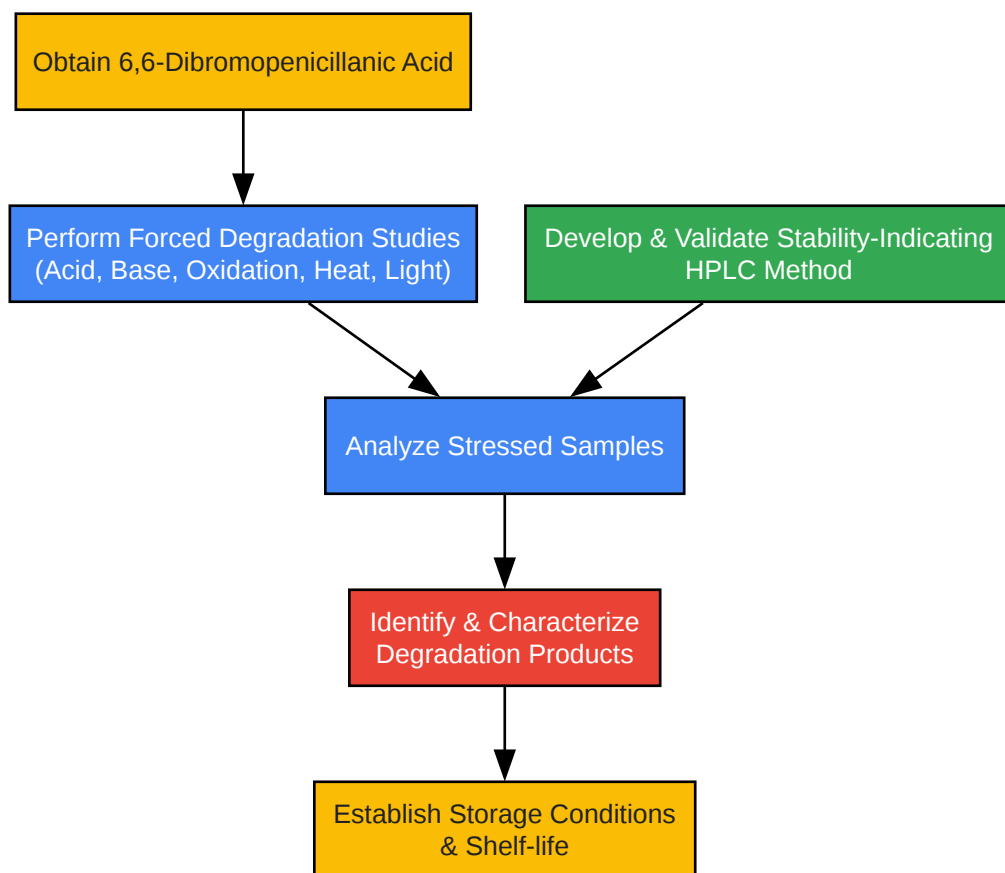 Obtain 6,6-Dibromopenicillanic Acid
Perform Forced Degradation Studies
(Acid, Base, Oxidation, Heat, Light)
Develop & Validate Stability-Indicating
HPLC Method
Analyze Stressed Samples
Identify & Characterize
Degradation Products
Establish Storage Conditions
& Shelf-life